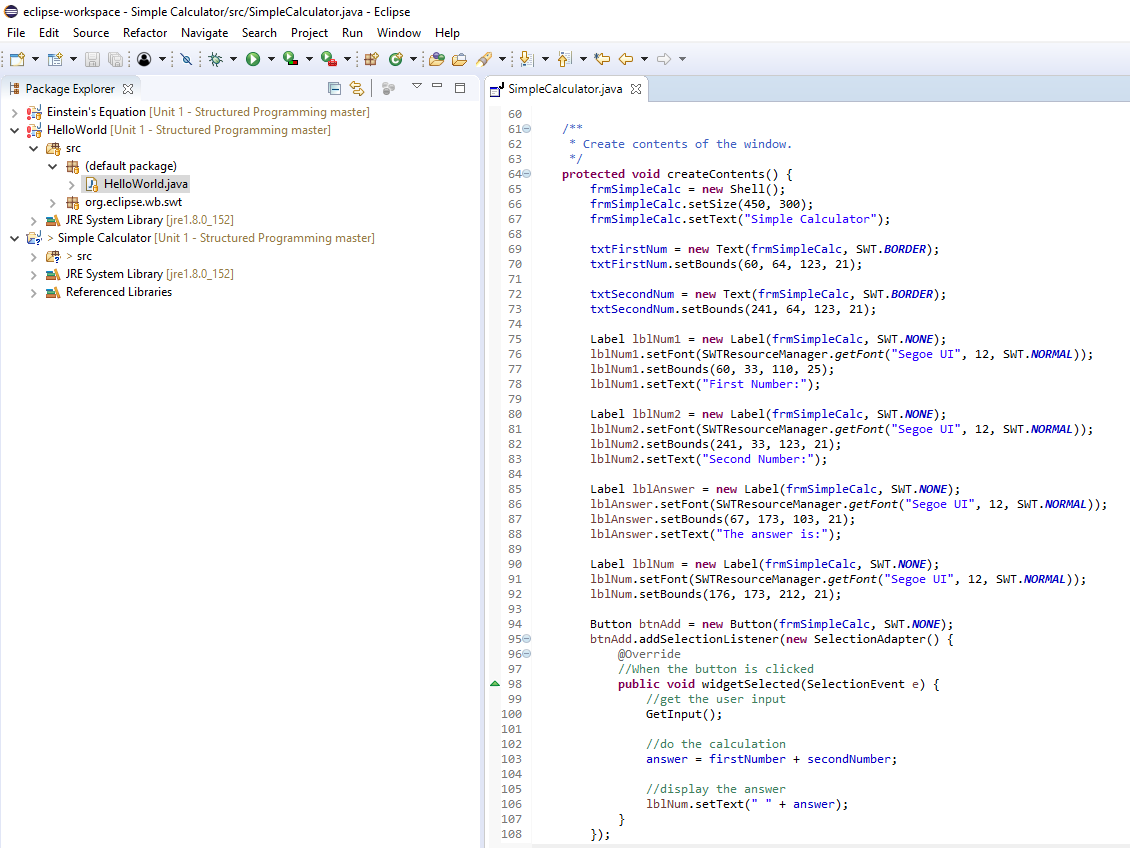 eclipse-workspace - Simple Calculator/src/SimpleCalculator.java - Eclipse
File Edit Source Refactor Navigate Search Project Run Window Help
Package Explorer
Einstein's Equation [Unit 1 - Structured Programming master]
HelloWorld [Unit 1 - Structured Programming master]
src
(default package)
HelloWorld.java
org.eclipse.wb.swt
JRE System Library [jre1.8.0_152]
> Simple Calculator [Unit 1 - Structured Programming master]
> src
JRE System Library [jre1.8.0_152]
Referenced Libraries
SimpleCalculator.java
60
61 /**
62 * Create contents of the window.
63 */
64 protected void createContents() {
65 frmSimpleCalc = new Shell();
66 frmSimpleCalc.setSize(450, 300);
67 frmSimpleCalc.setText("Simple Calculator");
68
69 txtFirstNum = new Text(frmSimpleCalc, SWT.BORDER);
70 txtFirstNum.setBounds(60, 64, 123, 21);
71
72 txtSecondNum = new Text(frmSimpleCalc, SWT.BORDER);
73 txtSecondNum.setBounds(241, 64, 123, 21);
74
75 Label lblNum1 = new Label(frmSimpleCalc, SWT.NONE);
76 lblNum1.setFont(SWTResourceManager.getFont("Segoe UI", 12, SWT.NORMAL));
77 lblNum1.setBounds(60, 33, 110, 25);
78 lblNum1.setText("First Number:");
79
80 Label lblNum2 = new Label(frmSimpleCalc, SWT.NONE);
81 lblNum2.setFont(SWTResourceManager.getFont("Segoe UI", 12, SWT.NORMAL));
82 lblNum2.setBounds(241, 33, 123, 21);
83 lblNum2.setText("Second Number:");
84
85 Label lblAnswer = new Label(frmSimpleCalc, SWT.NONE);
86 lblAnswer.setFont(SWTResourceManager.getFont("Segoe UI", 12, SWT.NORMAL));
87 lblAnswer.setBounds(67, 173, 103, 21);
88 lblAnswer.setText("The answer is:");
89
90 Label lblNum = new Label(frmSimpleCalc, SWT.NONE);
91 lblNum.setFont(SWTResourceManager.getFont("Segoe UI", 12, SWT.NORMAL));
92 lblNum.setBounds(176, 173, 212, 21);
93
94 Button btnAdd = new Button(frmSimpleCalc, SWT.NONE);
95 btnAdd.addSelectionListener(new SelectionAdapter() {
96 @Override
97 //When the button is clicked
98 public void widgetSelected(SelectionEvent e) {
99 //get the user input
100 GetInput();
101
102 //do the calculation
103 answer = firstNumber + secondNumber;
104
105 //display the answer
106 lblNum.setText(" " + answer);
107 }
108 });